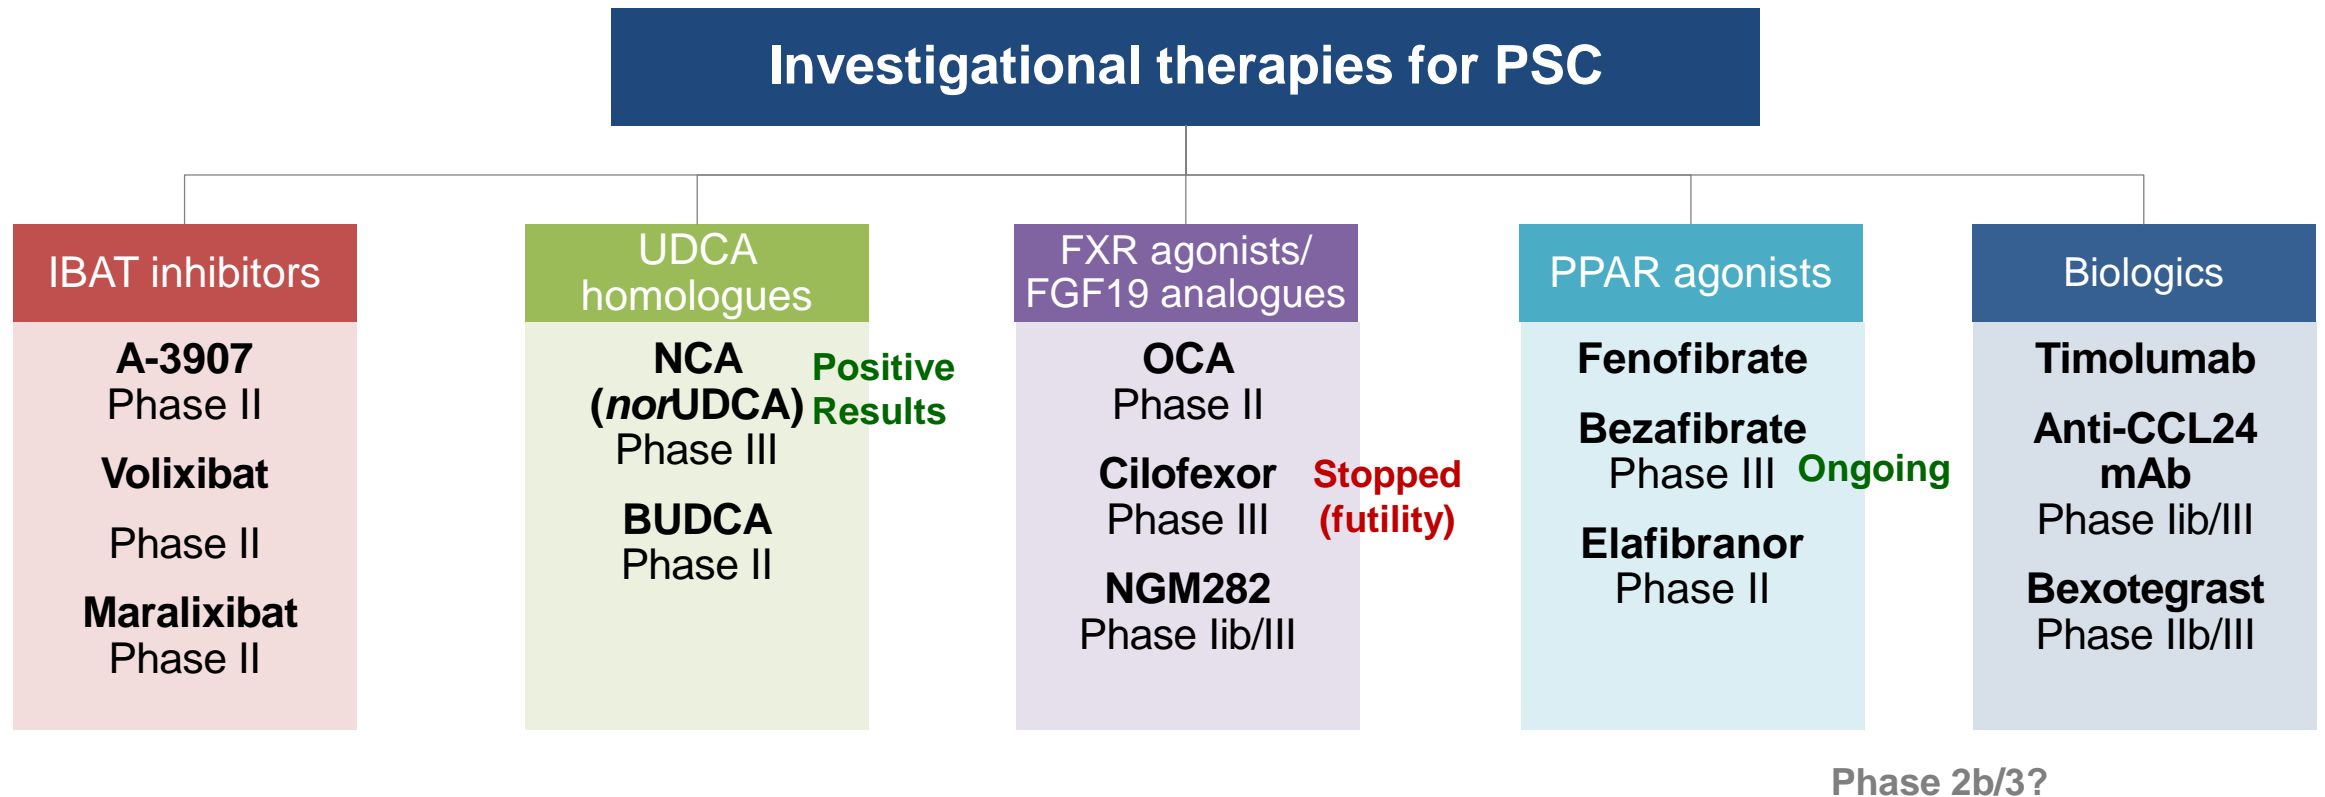 Investigational therapies for PSC
IBAT inhibitors
A-3907
Phase II
Volixibat
Phase II
Maralixibat
Phase II
UDCA
homologues
NCA
(norUDCA)
Phase III
Positive
Results
BUDCA
Phase II
FXR agonists/
FGF19 analogues
OCA
Phase II
Cilofexor
Phase III
Stopped
(futility)
NGM282
Phase Iib/III
PPAR agonists
Fenofibrate
Bezafibrate
Phase III
Ongoing
Elafibranor
Phase II
Biologics
Timolumab
Anti-CCL24
mAb
Phase Iib/III
Bexotegrast
Phase IIb/III
Phase 2b/3?